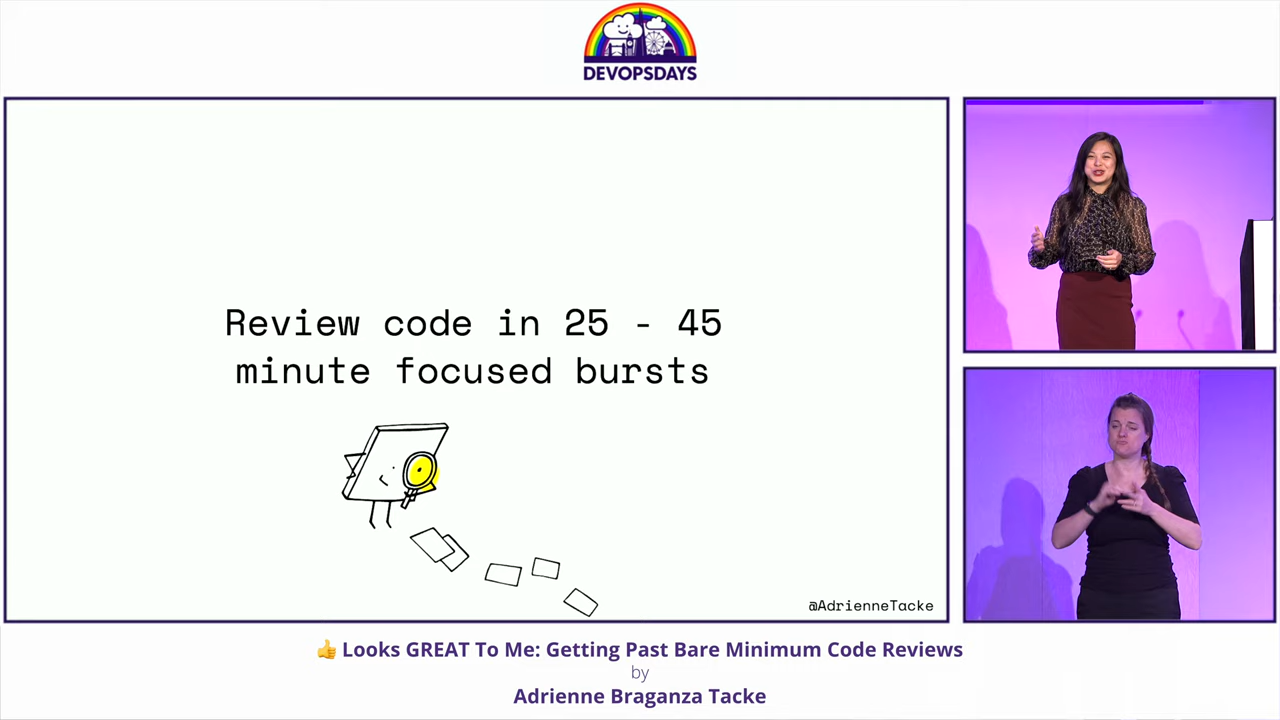 DEVOPSDAYS
Review code in 25 - 45
minute focused bursts
@AdrienneTacke
👍 Looks GREAT To Me: Getting Past Bare Minimum Code Reviews
by
Adrienne Braganza Tacke